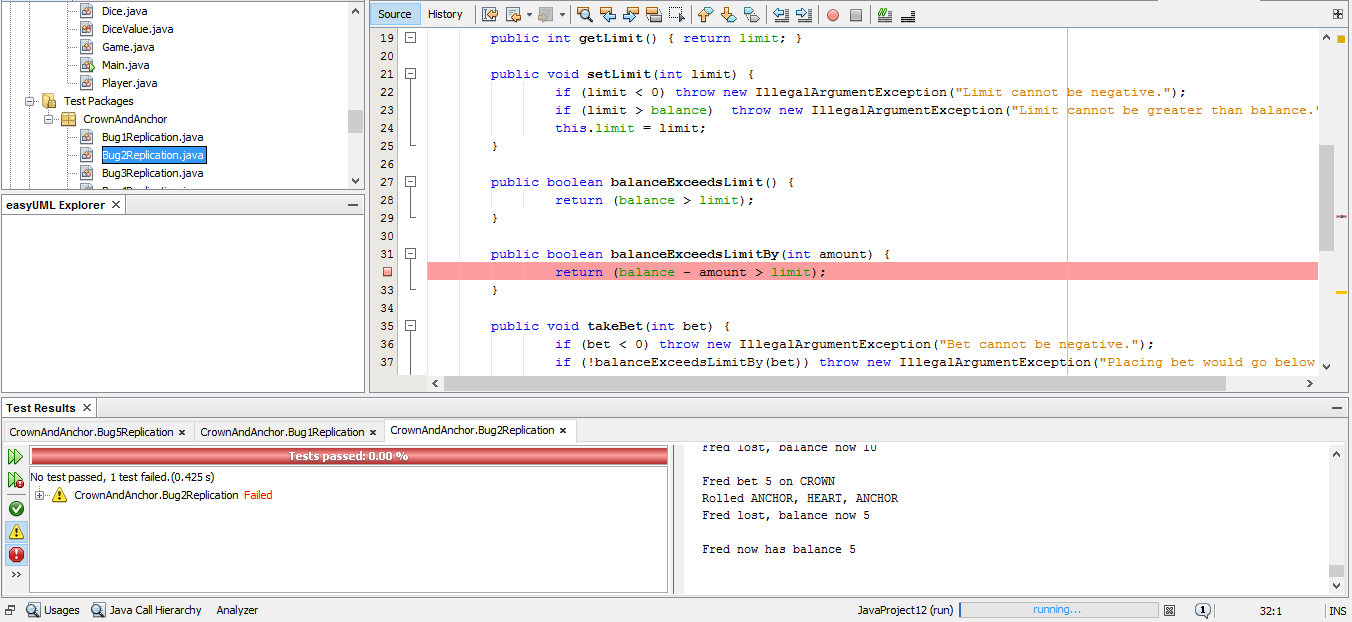 Dice.java
DiceValue.java
Game.java
Main.java
Player.java
Test Packages
CrownAndAnchor
Bug1Replication.java
Bug2Replication.java
Bug3Replication.java
easyUML Explorer
Source History
19 public int getLimit() { return limit; }
20
21 public void setLimit(int limit) {
22 if (limit < 0) throw new IllegalArgumentException("Limit cannot be negative.");
23 if (limit > balance)  throw new IllegalArgumentException("Limit cannot be greater than balance."
24 this.limit = limit;
25 }
26
27 public boolean balanceExceedsLimit() {
28 return (balance > limit);
29 }
30
31 public boolean balanceExceedsLimitBy(int amount) {
return (balance - amount > limit);
33 }
34
35 public void takeBet(int bet) {
36 if (bet < 0) throw new IllegalArgumentException("Bet cannot be negative.");
37 if (!balanceExceedsLimitBy(bet)) throw new IllegalArgumentException("Placing bet would go below
Test Results
CrownAndAnchor.Bug5Replication CrownAndAnchor.Bug1Replication CrownAndAnchor.Bug2Replication
Tests passed: 0.00 %
No test passed, 1 test failed.(0.425 s)
CrownAndAnchor.Bug2Replication Failed
Fred lost, balance now 10
Fred bet 5 on CROWN
Rolled ANCHOR, HEART, ANCHOR
Fred lost, balance now 5
Fred now has balance 5
Usages Java Call Hierarchy Analyzer
JavaProject12 (run) running... 1 32:1 INS